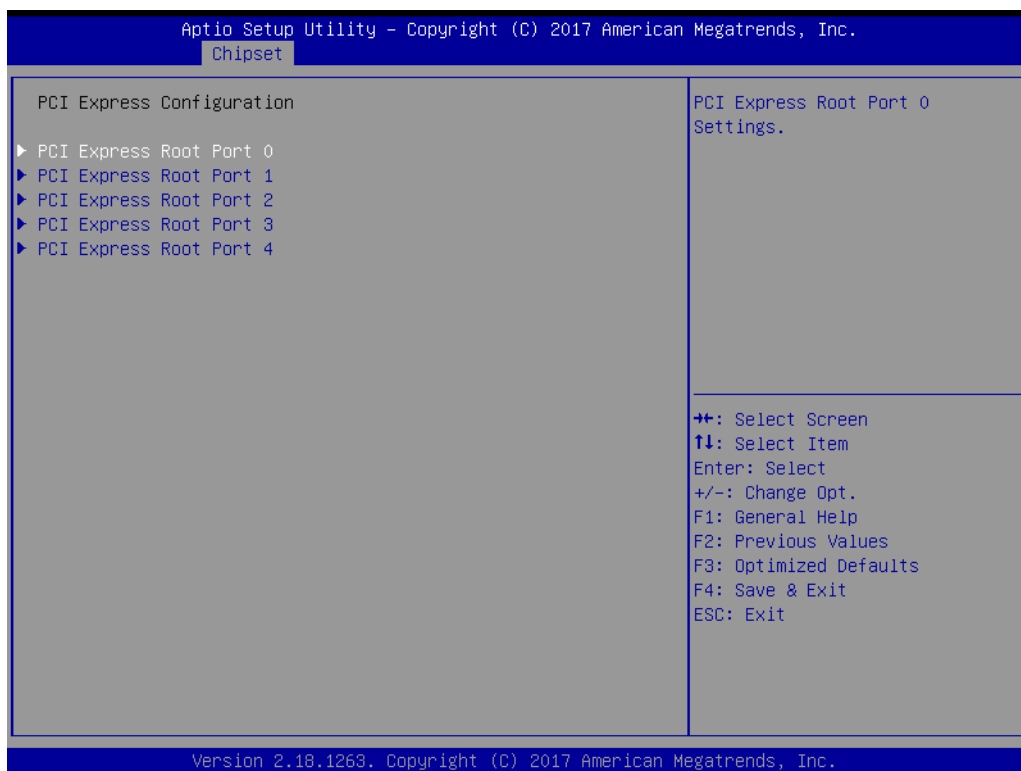 Aptio Setup Utility – Copyright (C) 2017 American Megatrends, Inc.
Chipset
PCI Express Configuration
PCI Express Root Port 0
PCI Express Root Port 1
PCI Express Root Port 2
PCI Express Root Port 3
PCI Express Root Port 4
PCI Express Root Port 0
Settings.
→←: Select Screen
↑↓: Select Item
Enter: Select
+/-: Change Opt.
F1: General Help
F2: Previous Values
F3: Optimized Defaults
F4: Save & Exit
ESC: Exit
Version 2.18.1263. Copyright (C) 2017 American Megatrends, Inc.